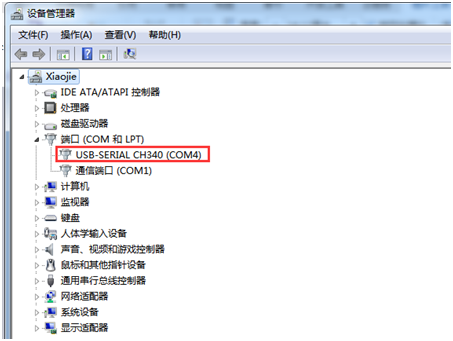 设备管理器
文件(F) 操作(A) 查看(V) 帮助(H)
Xiaojie
IDE ATA/ATAPI 控制器
处理器
磁盘驱动器
端口 (COM 和 LPT)
USB-SERIAL CH340 (COM4)
通信端口 (COM1)
计算机
监视器
键盘
人体学输入设备
声音、视频和游戏控制器
鼠标和其他指针设备
通用串行总线控制器
网络适配器
系统设备
显示适配器